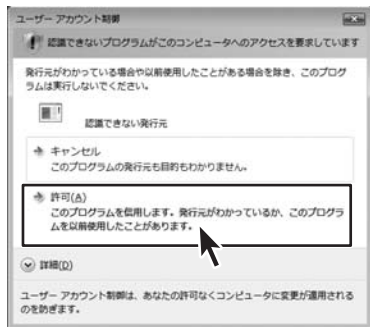 ユーザー アカウント制御
認識できないプログラムがこのコンピュータへのアクセスを要求しています
発行元がわかっている場合や以前使用したことがある場合を除き、このプログ
ラムは実行しないでください。
認識できない発行元
キャンセル
このプログラムの発行元も目的もわかりません。
許可(A)
このプログラムを信用します。発行元がわかっているか、このプログラ
ムを以前使用したことがあります。
詳細(D)
ユーザー アカウント制御は、あなたの許可なくコンピュータに変更が適用される
のを防ぎます。